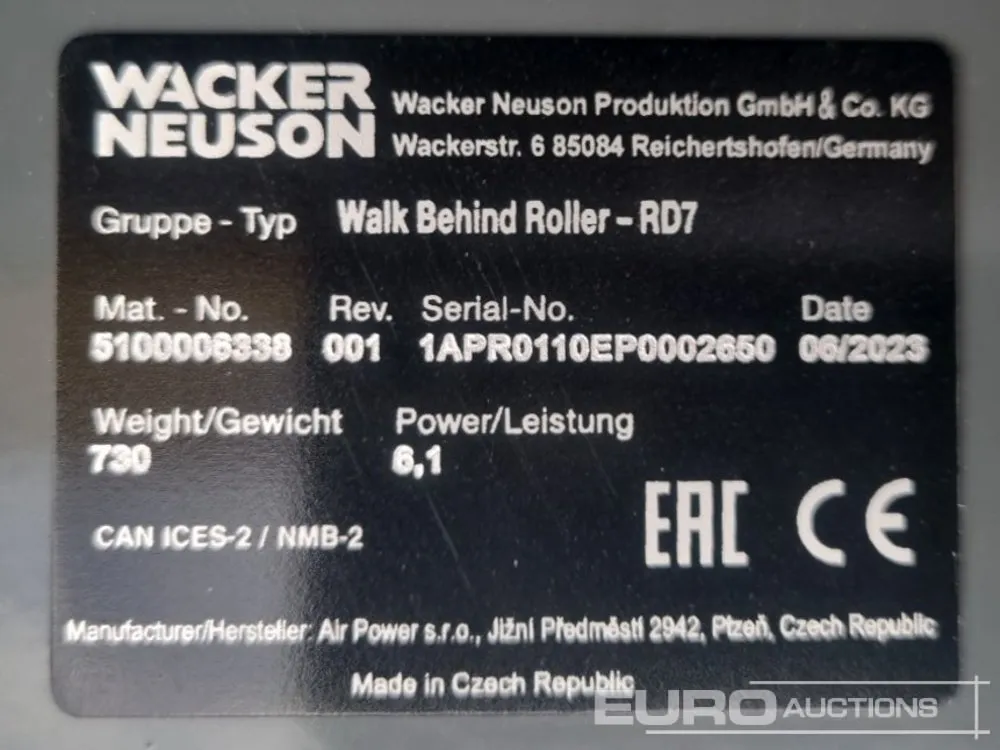 WACKER
NEUSON
Wacker Neuson Produktion GmbH & Co. KG
Wackerstr. 6 85084 Reichertshofen/Germany
Gruppe - Typ Walk Behind Roller - RD7
Mat. - No. Rev. Serial-No. Date
5100006338 001 1APR0110EP0002650 06/2023
Weight/Gewicht Power/Leistung
730 6,1
CAN ICES-2 / NMB-2
EAC CE
Manufacturer/Hersteller: Air Power s.r.o., Jižní Předměstí 2942, Plzeň, Czech Republic
Made in Czech Republic
EURO AUCTIONS